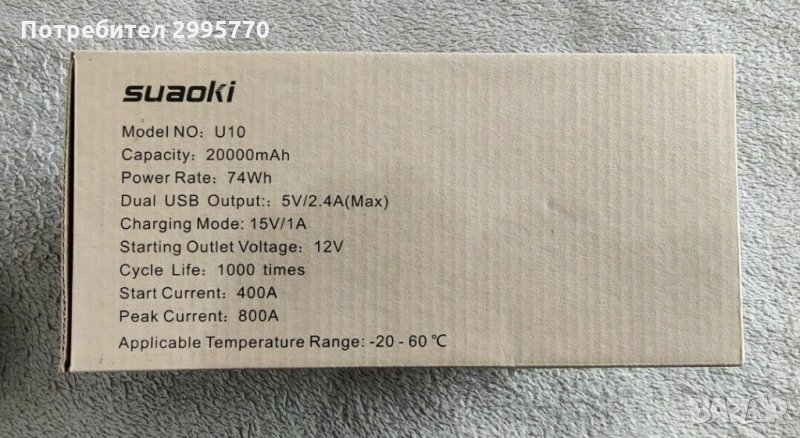 Потребител 2995770
suaoki
Model NO: U10
Capacity: 20000mAh
Power Rate: 74Wh
Dual USB Output:: 5V/2.4A(Max)
Charging Mode: 15V/1A
Starting Outlet Voltage: 12V
Cycle Life: 1000 times
Start Current: 400A
Peak Current: 800A
Applicable Temperature Range: -20 - 60 ℃
BAZAR